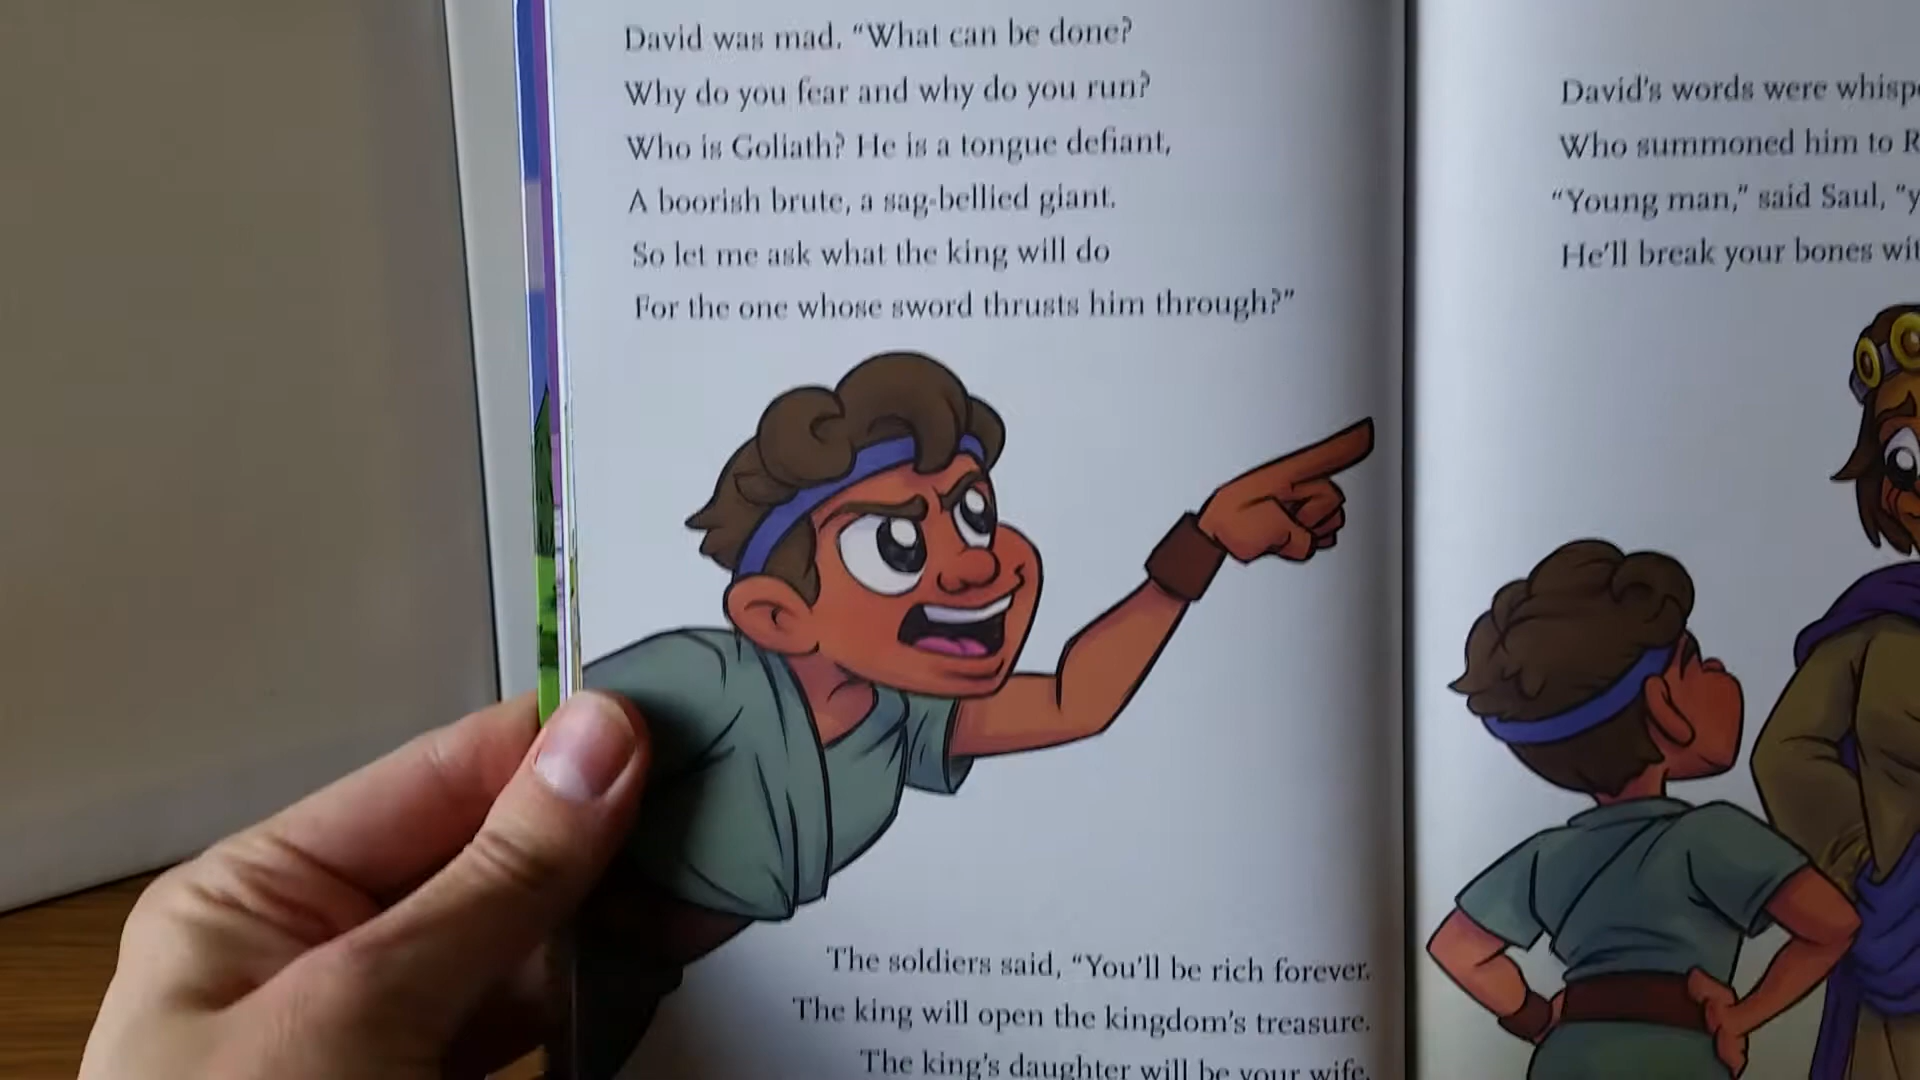 David was mad. “What can be done?
Why do you fear and why do you run?
Who is Goliath? He is a tongue defiant,
A boorish brute, a sag-bellied giant.
So let me ask what the king will do
For the one whose sword thrusts him through?”
The soldiers said, “You’ll be rich forever.
The king will open the kingdom’s treasure.
The king’s daughter will be your wife.
David’s words were
Who summoned him to
“Young man,” said Saul,
He’ll break your bones